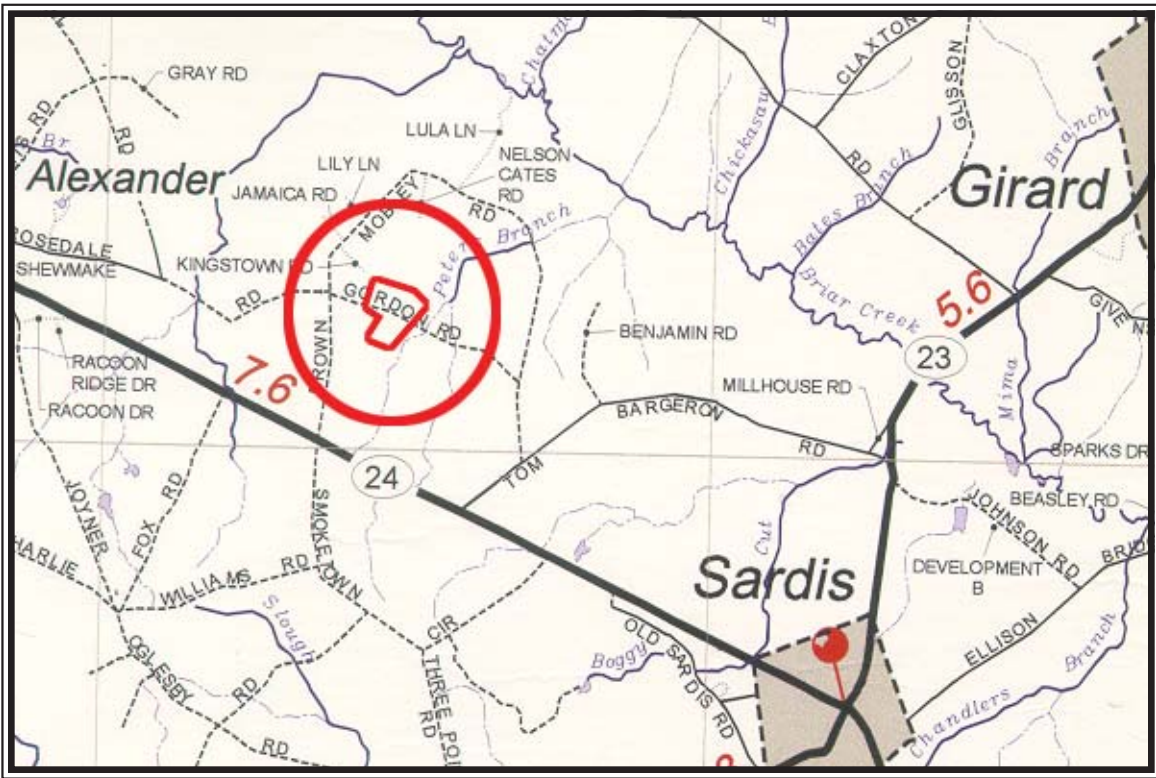 GRAY RD
RD
RD
Br
Alexander
LULA LN
LILY LN
JAMAICA RD
NELSON
CATES
RD
MOBLEY
RD
Chickasaw
CLAXTON
RD
GLISSON
Branch
Bates Branch
Girard
ROSEDALE
SHEWMAKE
KINGSTOWN RD
RD
GORDON RD
Peters Branch
Briar Creek
5.6
GIVE N
23
RACOON
RIDGE DR
RACOON DR
7.6
BENJAMIN RD
MILLHOUSE RD
BARGERON
RD
TOM
Mima
SPARKS DR
24
JOYNER
FOX RD
SMOKE TOWN
Cut
BEASLEY RD
JOHNSON RD
DEVELOPMENT
B
WILLIAMS RD
Slough
Sardis
OGLESBY
RD
RD
CIR
THREE POI
RD
Boggy
OLD SARDIS RD
ELLISON
Chandlers Branch